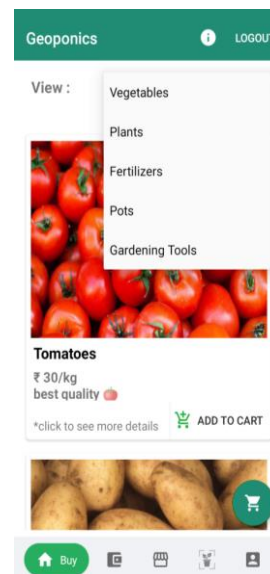 Geoponics LOGOUT
View :
Vegetables
Plants
Fertilizers
Pots
Gardening Tools
Tomatoes
₹ 30/kg
best quality 🍅
*click to see more details ADD TO CART
Buy